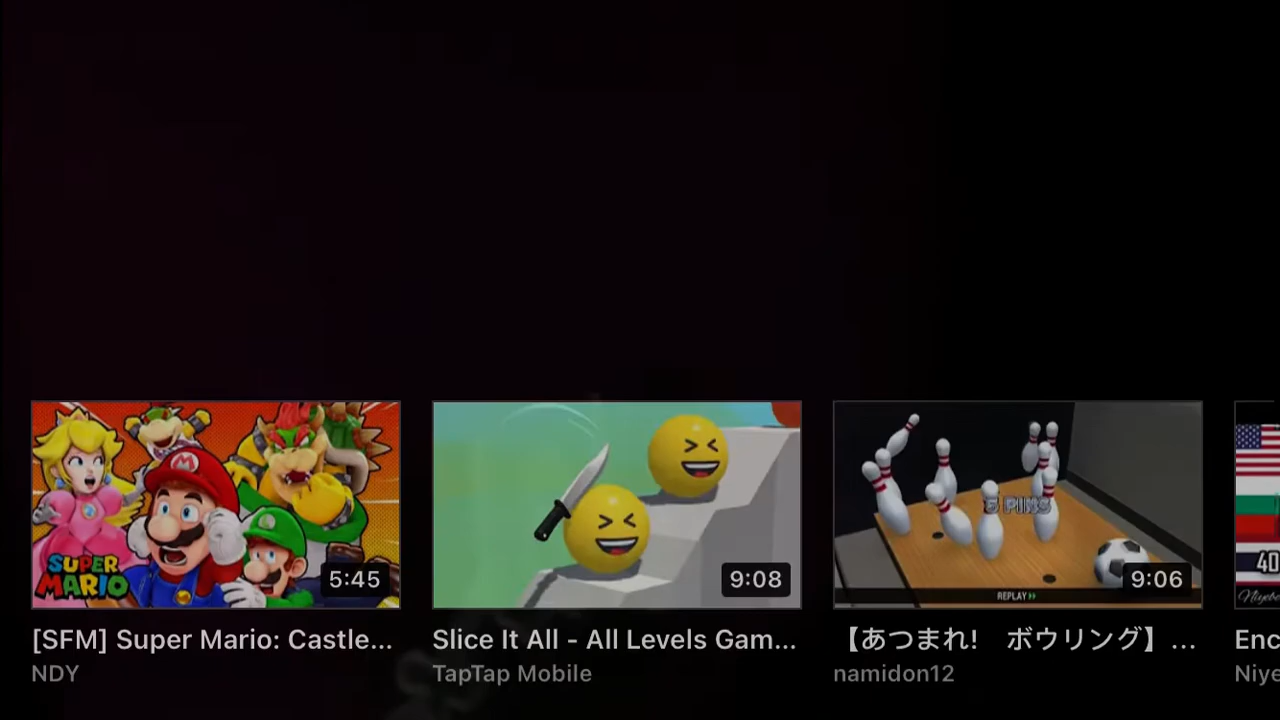 SUPER
MARIO
5:45
9:08
5 PINS
REPLAY
9:06
40
[SFM] Super Mario: Castle...
NDY
Slice It All - All Levels Gam...
TapTap Mobile
【あつまれ!　ボウリング】...
namidon12
Enc
Niye